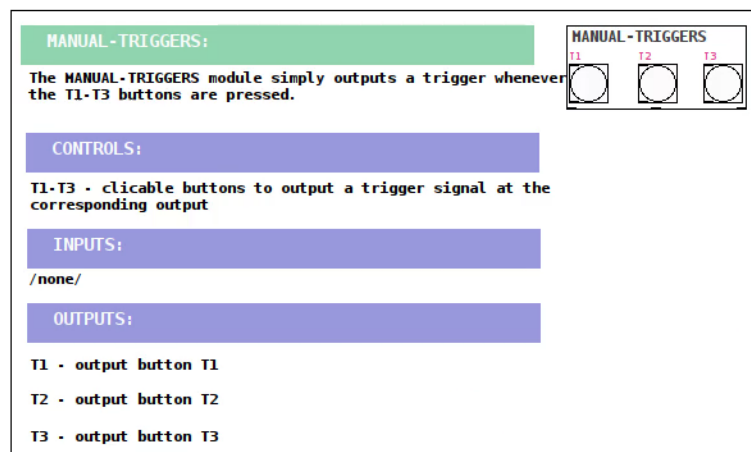 MANUAL-TRIGGERS:
The MANUAL-TRIGGERS module simply outputs a trigger whenever
the T1-T3 buttons are pressed.
MANUAL-TRIGGERS
T1 T2 T3
CONTROLS:
T1-T3 - clicable buttons to output a trigger signal at the
corresponding output
INPUTS:
/none/
OUTPUTS:
T1 - output button T1
T2 - output button T2
T3 - output button T3